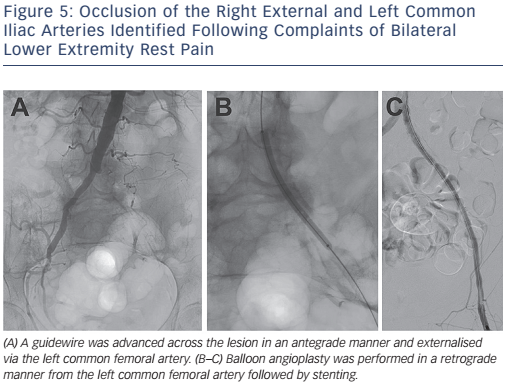 Figure 5: Occlusion of the Right External and Left Common
Iliac Arteries Identified Following Complaints of Bilateral
Lower Extremity Rest Pain
A B C
(A) A guidewire was advanced across the lesion in an antegrade manner and externalised
via the left common femoral artery. (B–C) Balloon angioplasty was performed in a retrograde
manner from the left common femoral artery followed by stenting.